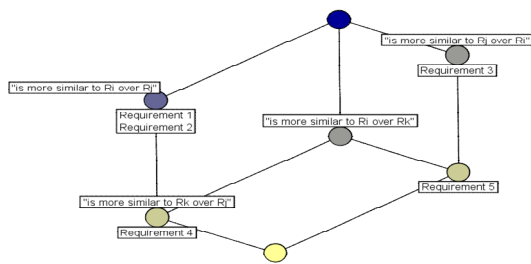 "is more similar to Rj over Ri"
Requirement 3
"is more similar to Ri over Rj"
Requirement 1
Requirement 2
"is more similar to Ri over Rk"
Requirement 5
"is more similar to Rk over Rj"
Requirement 4